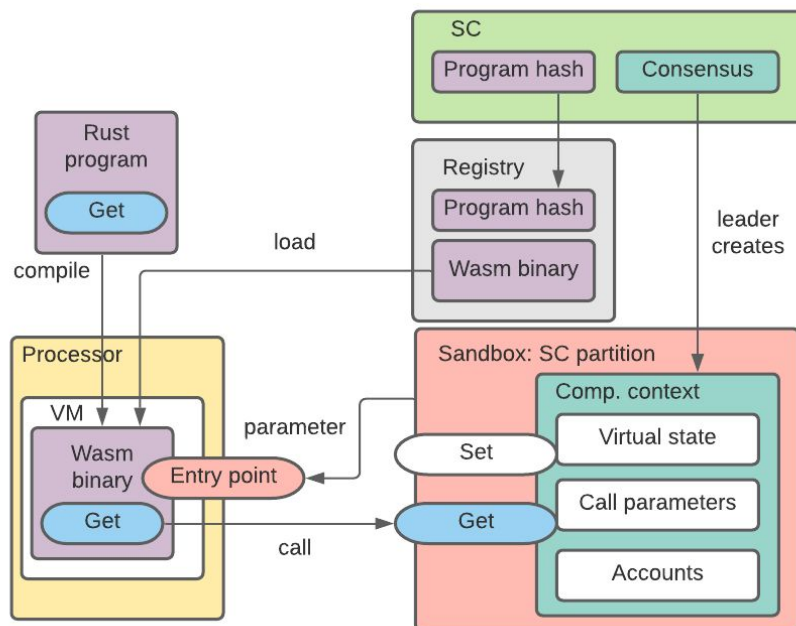 SC
Program hash
Consensus
Rust
program
Get
Registry
Program hash
Wasm binary
leader
creates
load
compile
Processor
VM
Wasm
binary
Get
Entry point
parameter
call
Sandbox: SC partition
Comp. context
Set
Virtual state
Get
Call parameters
Accounts